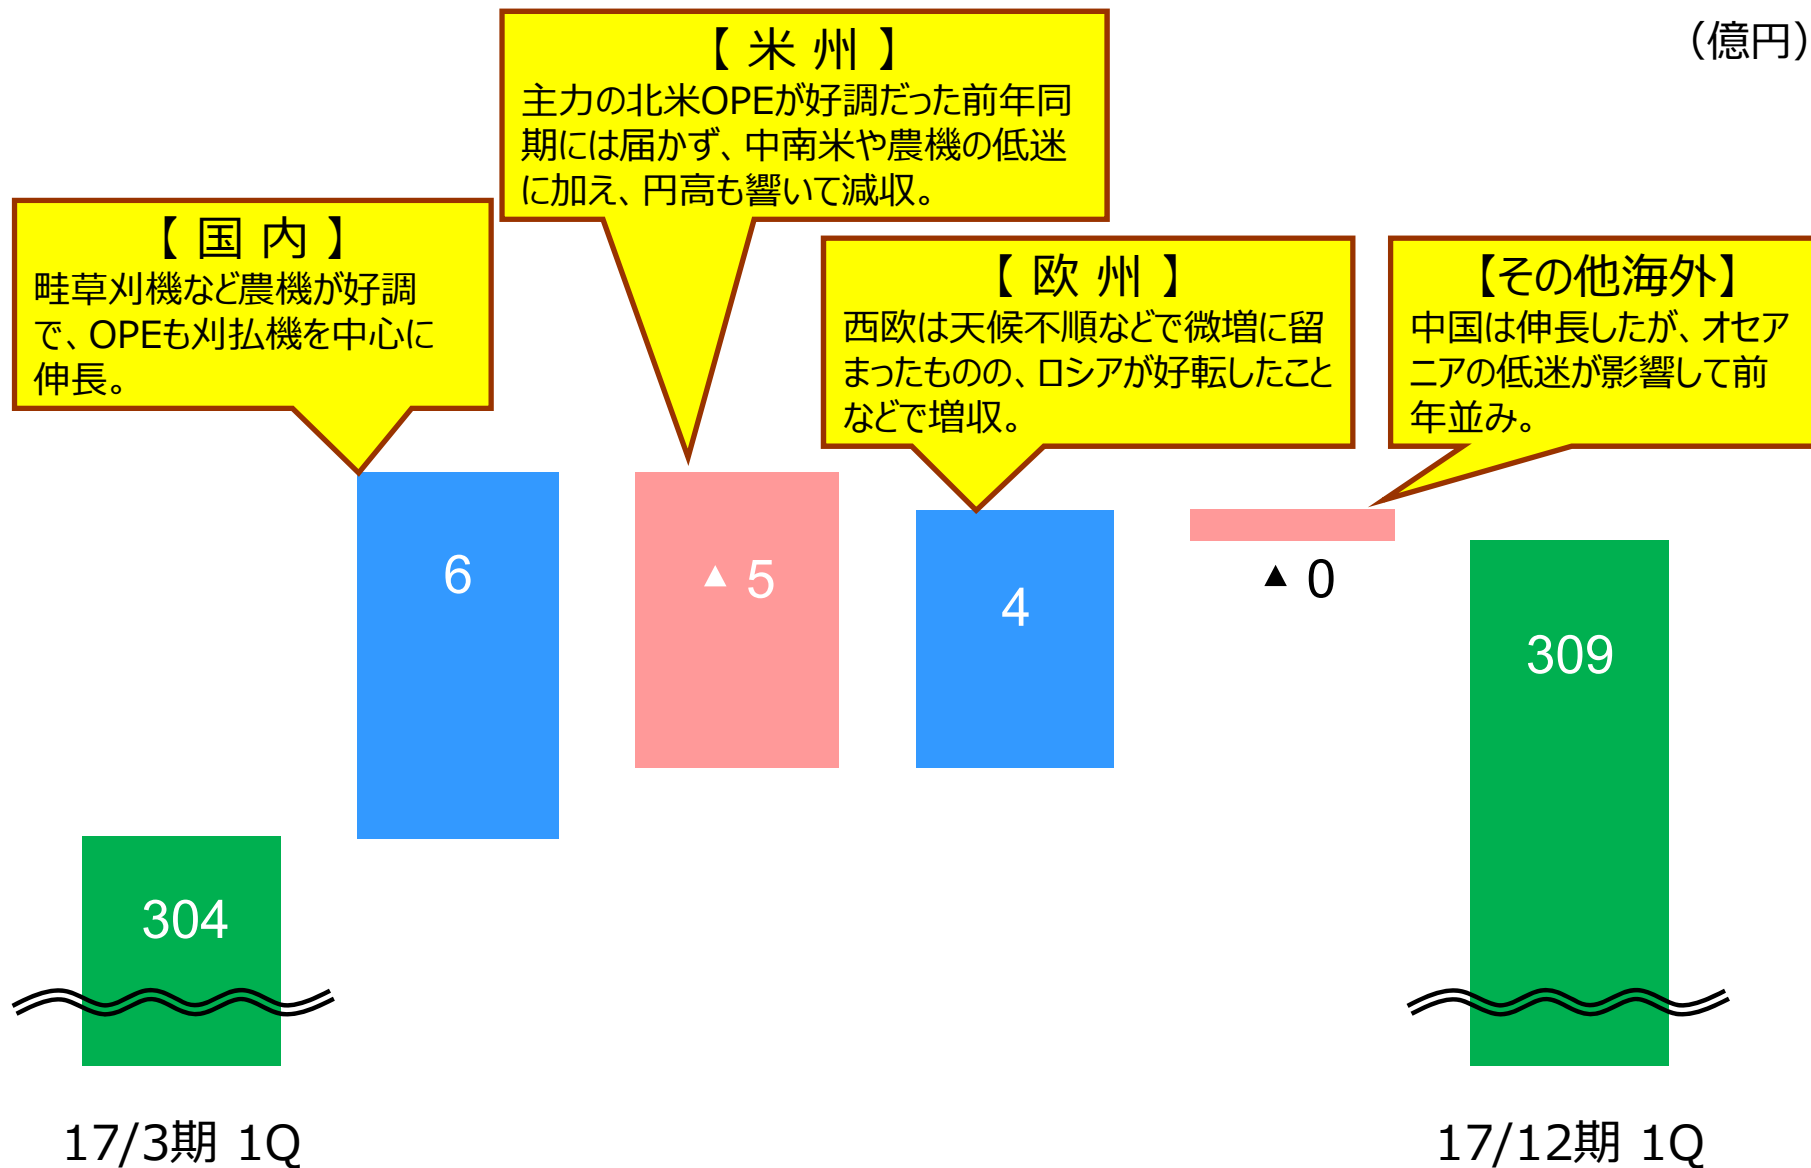 （億円）
【 米 州 】
主力の北米OPEが好調だった前年同
期には届かず、中南米や農機の低迷
に加え、円高も響いて減収。
【 国 内 】
畦草刈機など農機が好調
で、OPEも刈払機を中心に
伸長。
【 欧 州 】
西欧は天候不順などで微増に留
まったものの、ロシアが好転したこと
などで増収。
【その他海外】
中国は伸長したが、オセア
ニアの低迷が影響して前
年並み。
6
▲ 5
4
▲ 0
309
304
17/3期 1Q
17/12期 1Q